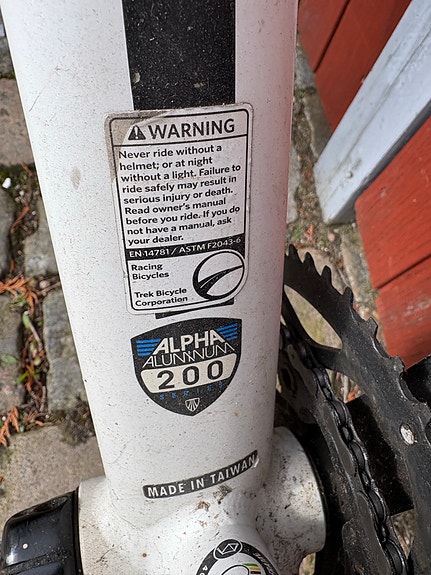 WARNING
Never ride without a
helmet; or at night
without a light. Failure to
ride safely may result in
serious injury or death.
Read owner's manual
before you ride. If you do
not have a manual, ask
your dealer.
EN-14781 / ASTM F2043-6
Racing
Bicycles
Trek Bicycle
Corporation
ALPHA
ALUMINUM
200
SERIES
MADE IN TAIWAN